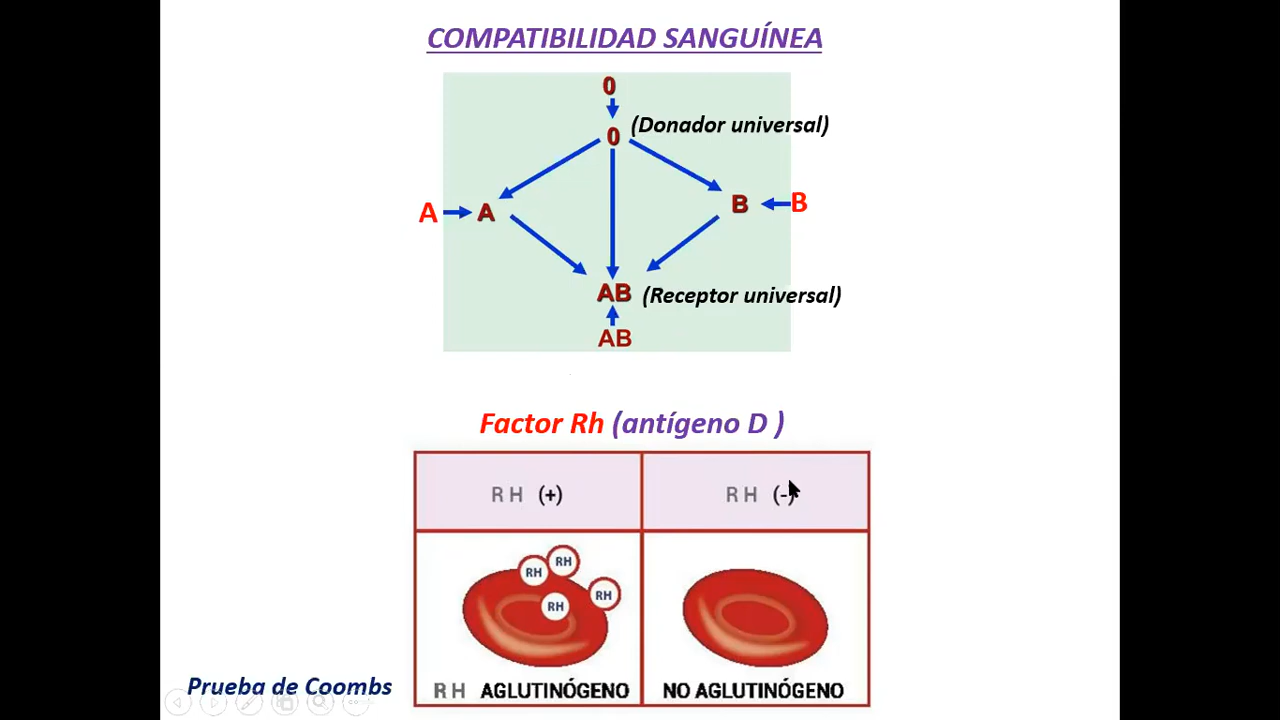 COMPATIBILIDAD SANGUÍNEA
0
0 (Donador universal)
A A B B
AB (Receptor universal)
AB
Factor Rh (antígeno D )
RH (+) RH (-)
RH RH RH RH
RH AGLUTINÓGENO NO AGLUTINÓGENO
Prueba de Coombs